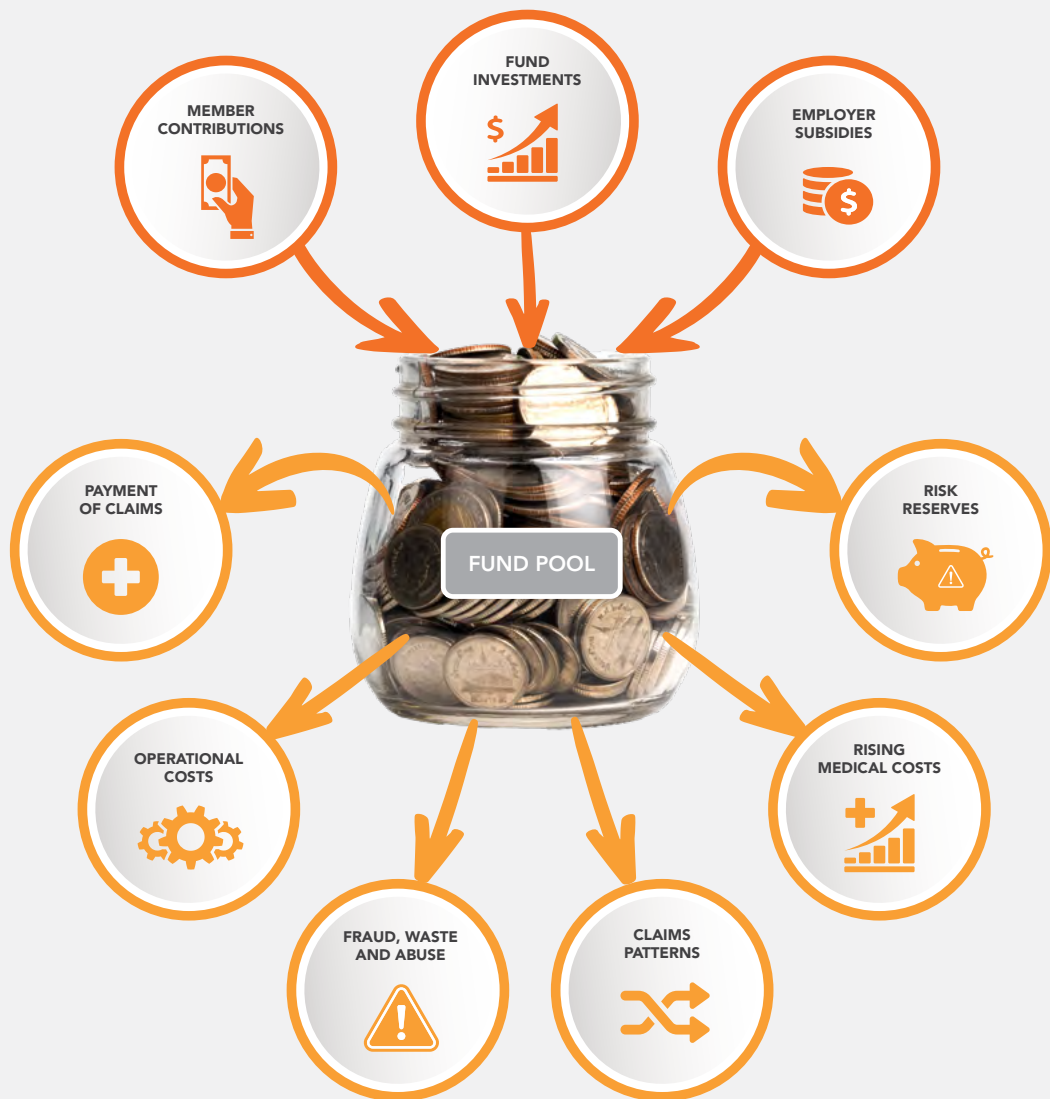 FUND
INVESTMENTS
MEMBER
CONTRIBUTIONS
EMPLOYER
SUBSIDIES
$
$
PAYMENT
OF CLAIMS
RISK
RESERVES
FUND POOL
OPERATIONAL
COSTS
RISING
MEDICAL COSTS
FRAUD, WASTE
AND ABUSE
CLAIMS
PATTERNS